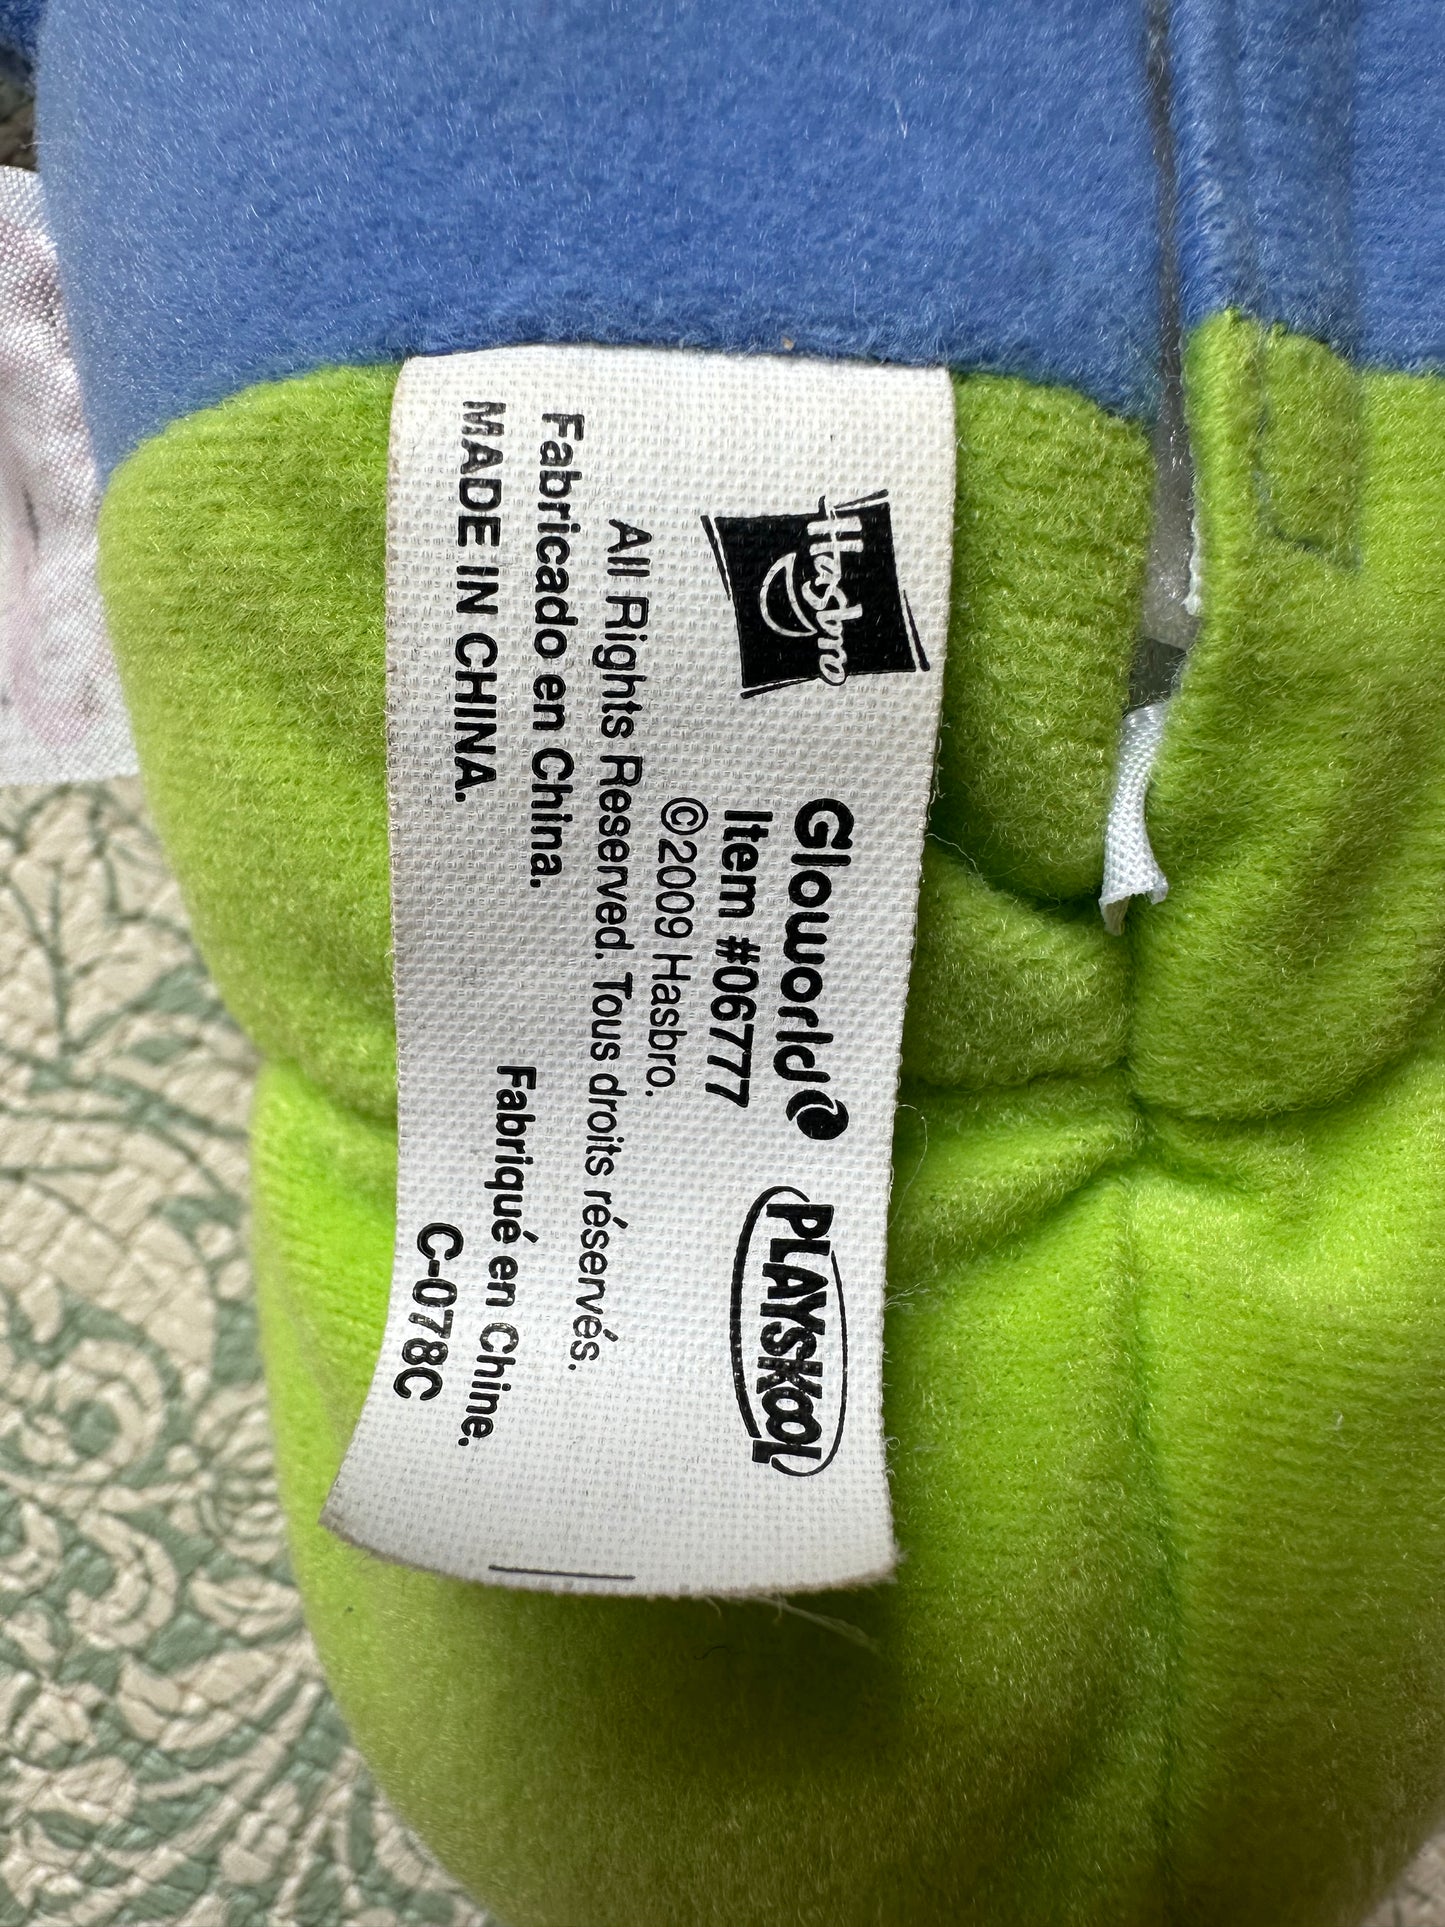 Hasbro
Gloworld PLAYSKOOL
Item #06777
©2009 Hasbro.
All Rights Reserved. Tous droits réservés.
Fabricado en China. Fabriqué en Chine.
MADE IN CHINA. C-078C